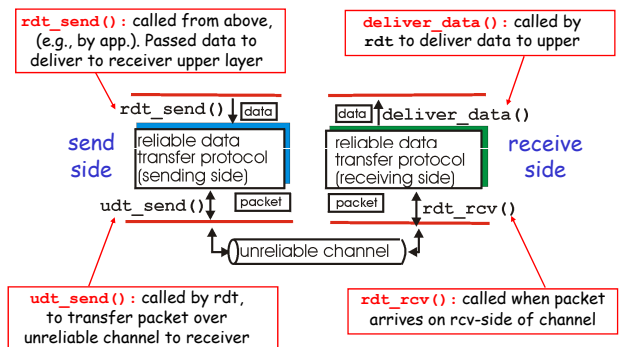 rdt_send(): called from above,
(e.g., by app.). Passed data to
deliver to receiver upper layer
deliver_data(): called by
rdt to deliver data to upper
rdt_send()
data
data
deliver_data()
send
side
reliable data
transfer protocol
(sending side)
reliable data
transfer protocol
(receiving side)
receive
side
udt_send()
packet
packet
rdt_rcv()
unreliable channel
udt_send(): called by rdt,
to transfer packet over
unreliable channel to receiver
rdt_rcv(): called when packet
arrives on rcv-side of channel